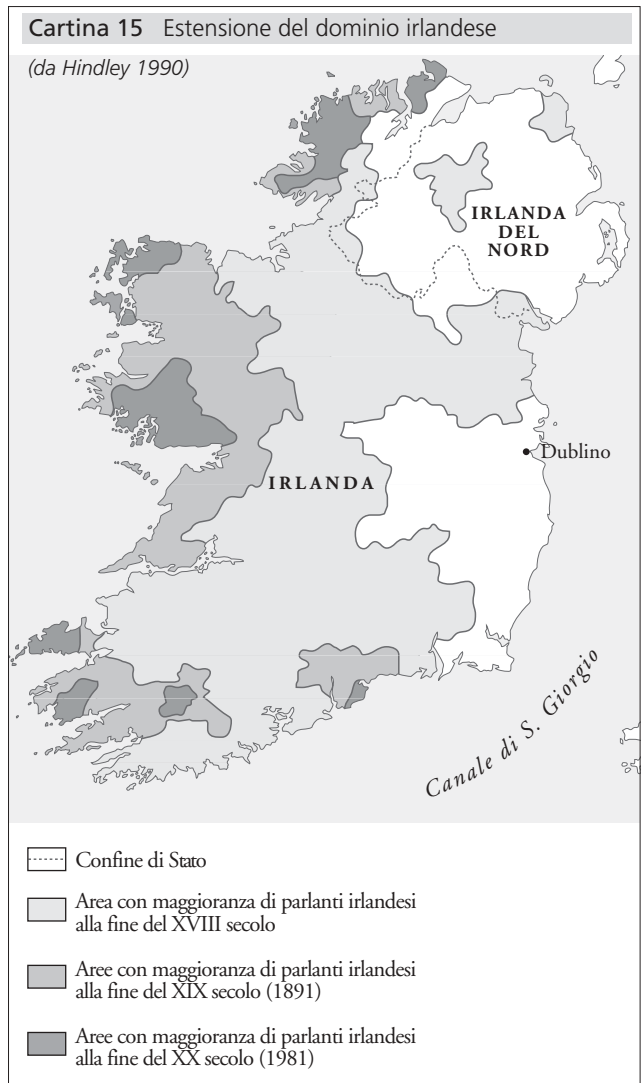 Cartina 15 Estensione del dominio irlandese
(da Hindley 1990)
IRLANDA
DEL
NORD
Dublino
IRLANDA
Canale di S. Giorgio
Confine di Stato
Area con maggioranza di parlanti irlandesi
alla fine del XVIII secolo
Aree con maggioranza di parlanti irlandesi
alla fine del XIX secolo (1891)
Aree con maggioranza di parlanti irlandesi
alla fine del XX secolo (1981)